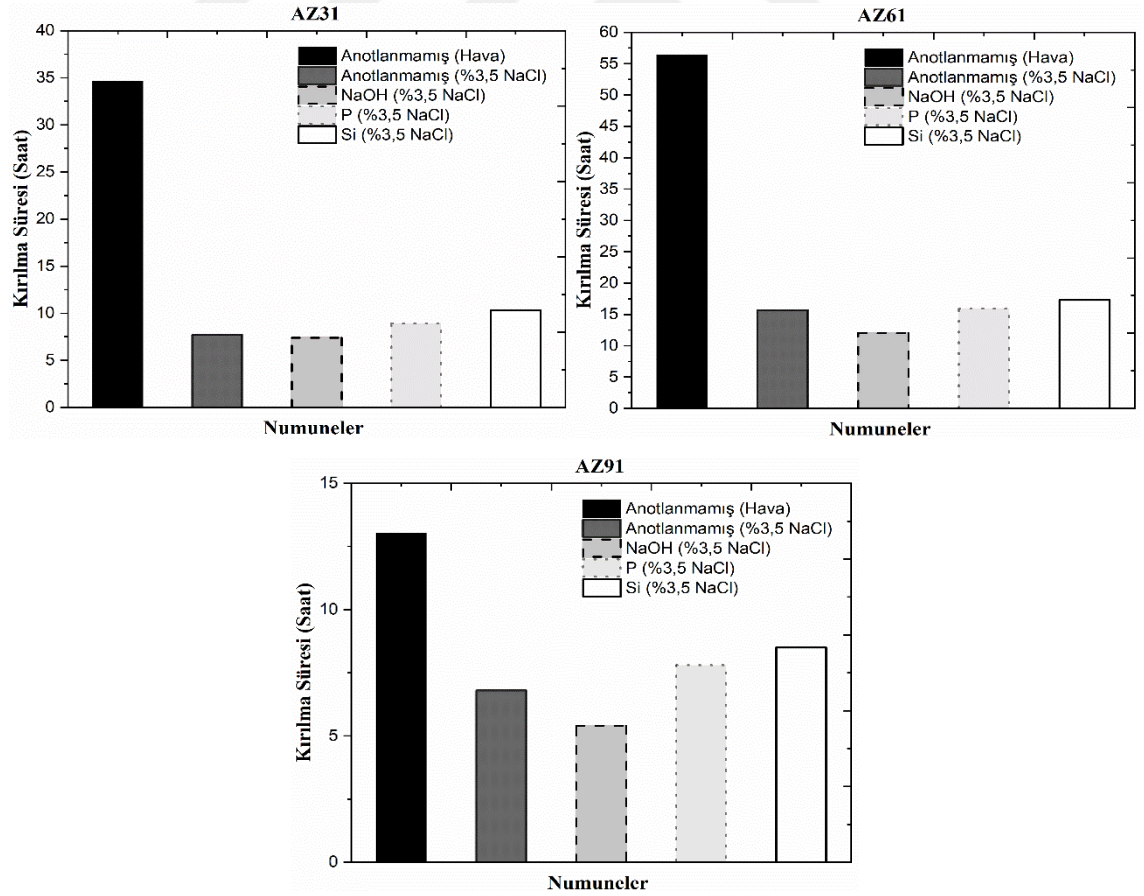 AZ31
40
35
30
25
20
15
10
5
0
Kırılma Süresi (Saat)
Anotlanmamış (Hava)
Anotlanmamış (%3,5 NaCl)
NaOH (%3,5 NaCl)
P (%3,5 NaCl)
Si (%3,5 NaCl)
Numuneler
AZ61
60
55
50
45
40
35
30
25
20
15
10
5
0
Kırılma Süresi (Saat)
Anotlanmamış (Hava)
Anotlanmamış (%3,5 NaCl)
NaOH (%3,5 NaCl)
P (%3,5 NaCl)
Si (%3,5 NaCl)
Numuneler
AZ91
15
10
5
0
Kırılma Süresi (Saat)
Anotlanmamış (Hava)
Anotlanmamış (%3,5 NaCl)
NaOH (%3,5 NaCl)
P (%3,5 NaCl)
Si (%3,5 NaCl)
Numuneler